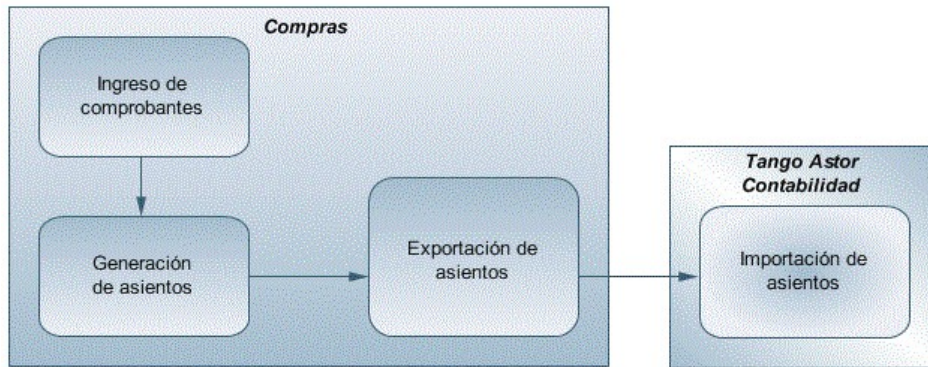 Compras
Ingreso de
comprobantes
Generación
de asientos
Exportación de
asientos
Tango Astor
Contabilidad
Importación de
asientos